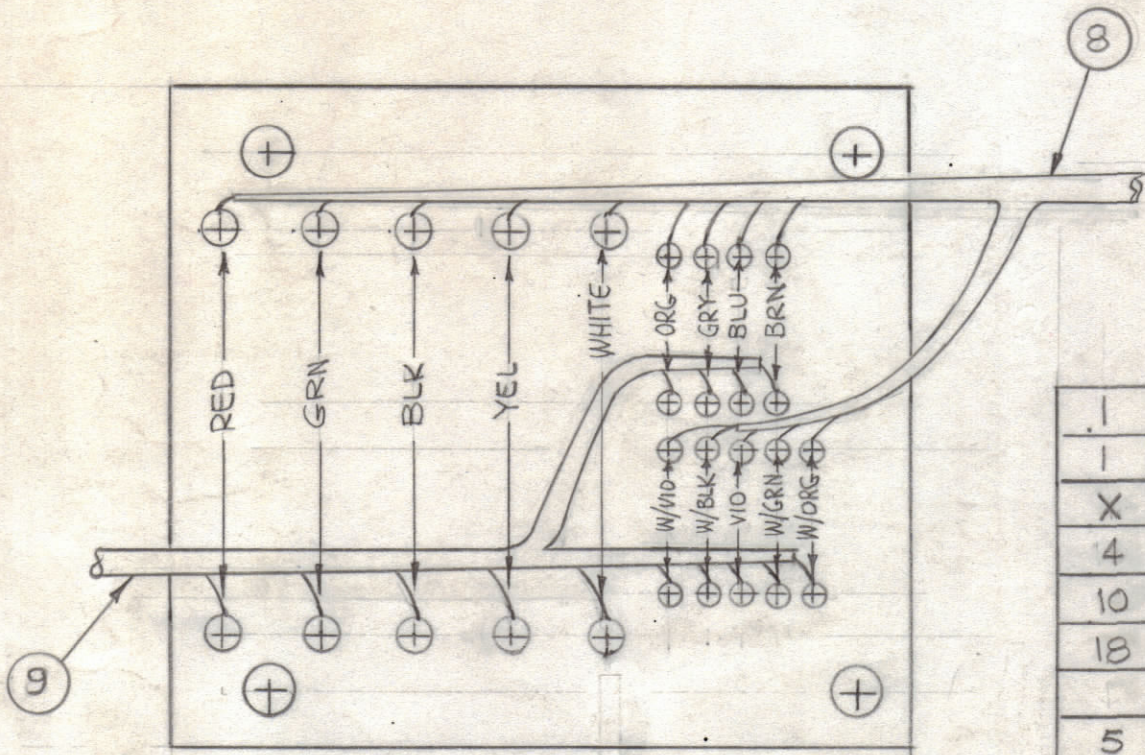 8
RED
GRN
BLK
YEL
WHITE
ORG
GRY
BLU
BRN
W/VIO
W/BLK
VIO
W/GRN
W/ORG
9
1
1
X
4
10
18
5